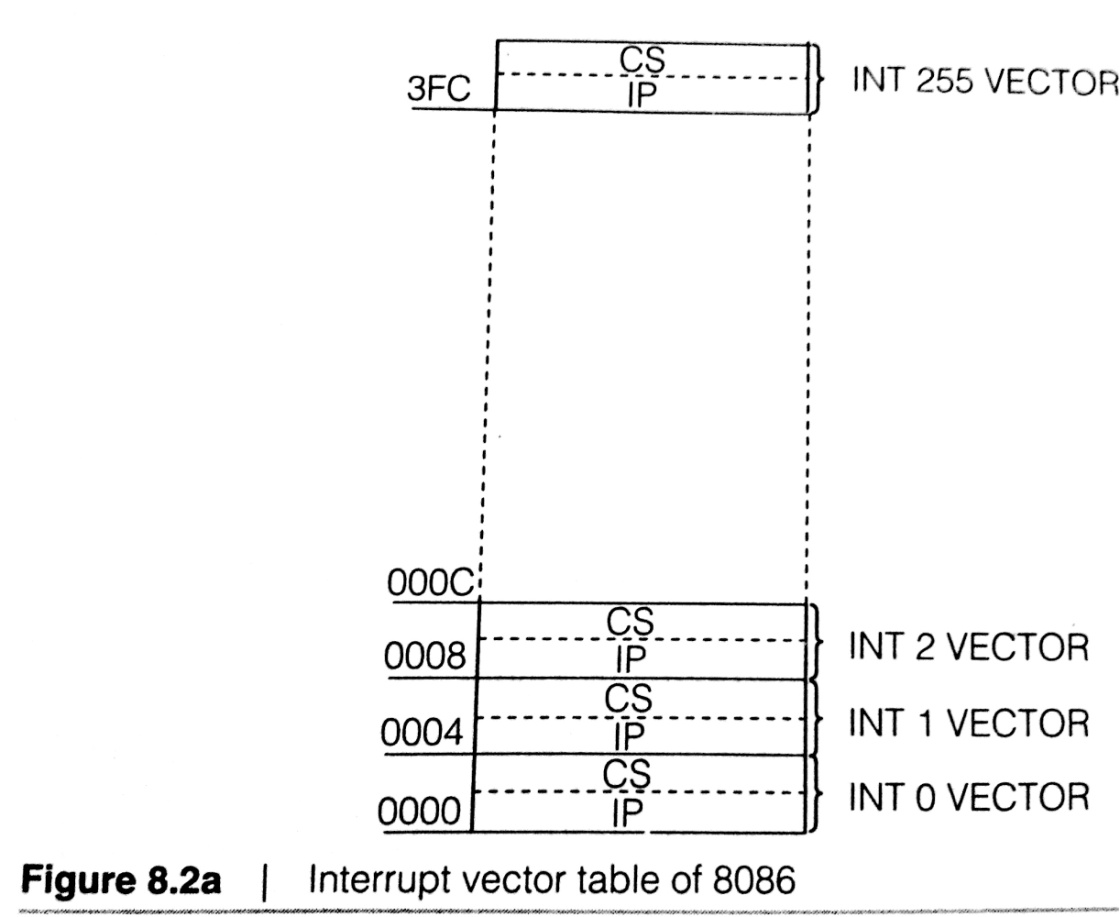 CS
3FC IP INT 255 VECTOR
000C
CS
0008 IP INT 2 VECTOR
CS
0004 IP INT 1 VECTOR
CS
0000 IP INT 0 VECTOR
Figure 8.2a | Interrupt vector table of 8086